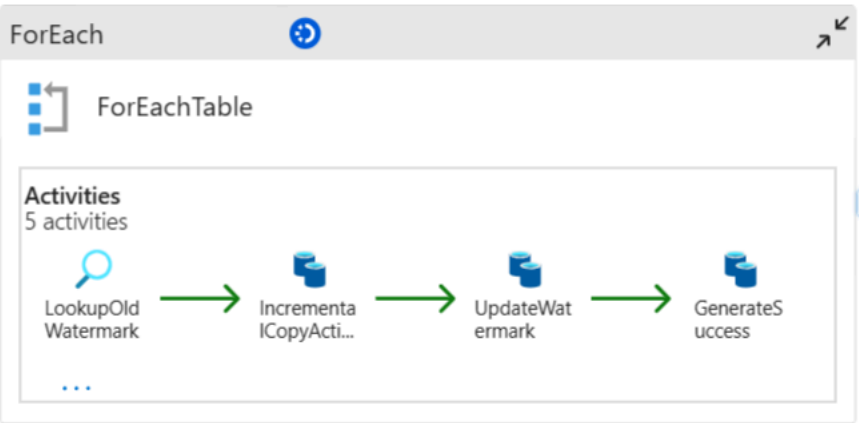 ForEach
ForEachTable
Activities
5 activities
LookupOld
Watermark
Incrementa
lCopyActi...
UpdateWat
ermark
GenerateS
uccess
...